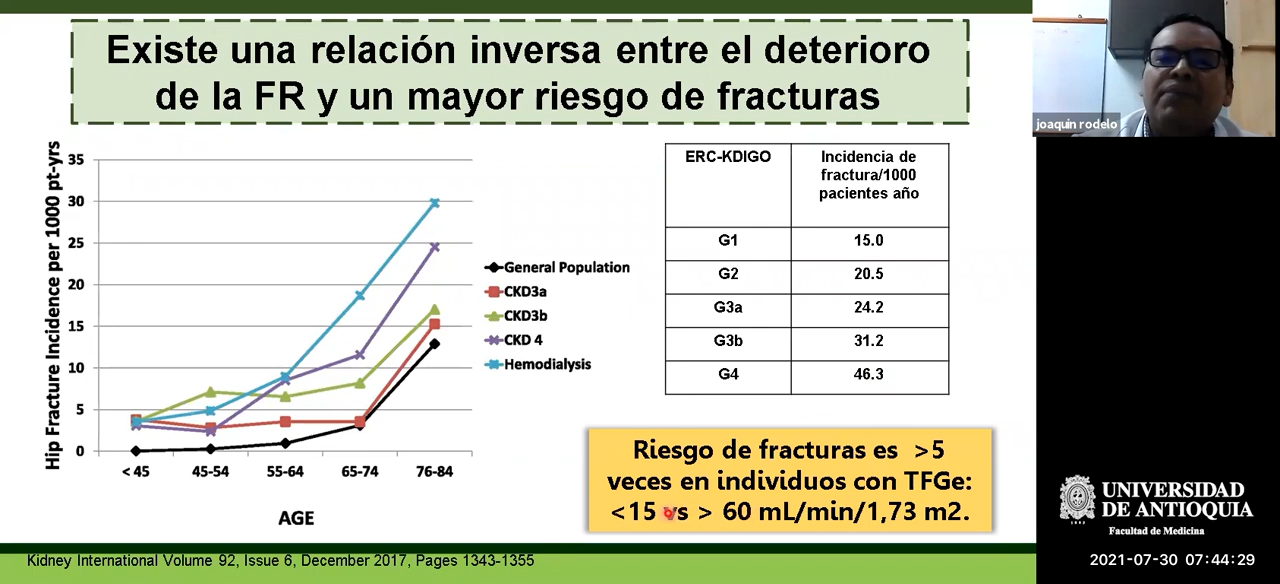 Existe una relación inversa entre el deterioro
de la FR y un mayor riesgo de fracturas
joaquin rodelo
Hip Fracture Incidence per 1000 pt-yrs
35
30
25
20
15
10
5
0
< 45
45-54
55-64
65-74
76-84
AGE
General Population
CKD3a
CKD3b
CKD 4
Hemodialysis
ERC-KDIGO
Incidencia de
fractura/1000
pacientes año
G1 15.0
G2 20.5
G3a 24.2
G3b 31.2
G4 46.3
Riesgo de fracturas es >5
veces en individuos con TFGe:
<15 vs > 60 mL/min/1,73 m2.
Kidney International Volume 92, Issue 6, December 2017, Pages 1343-1355
1803
UNIVERSIDAD
DE ANTIOQUIA
Facultad de Medicina
2021-07-30 07:44:29